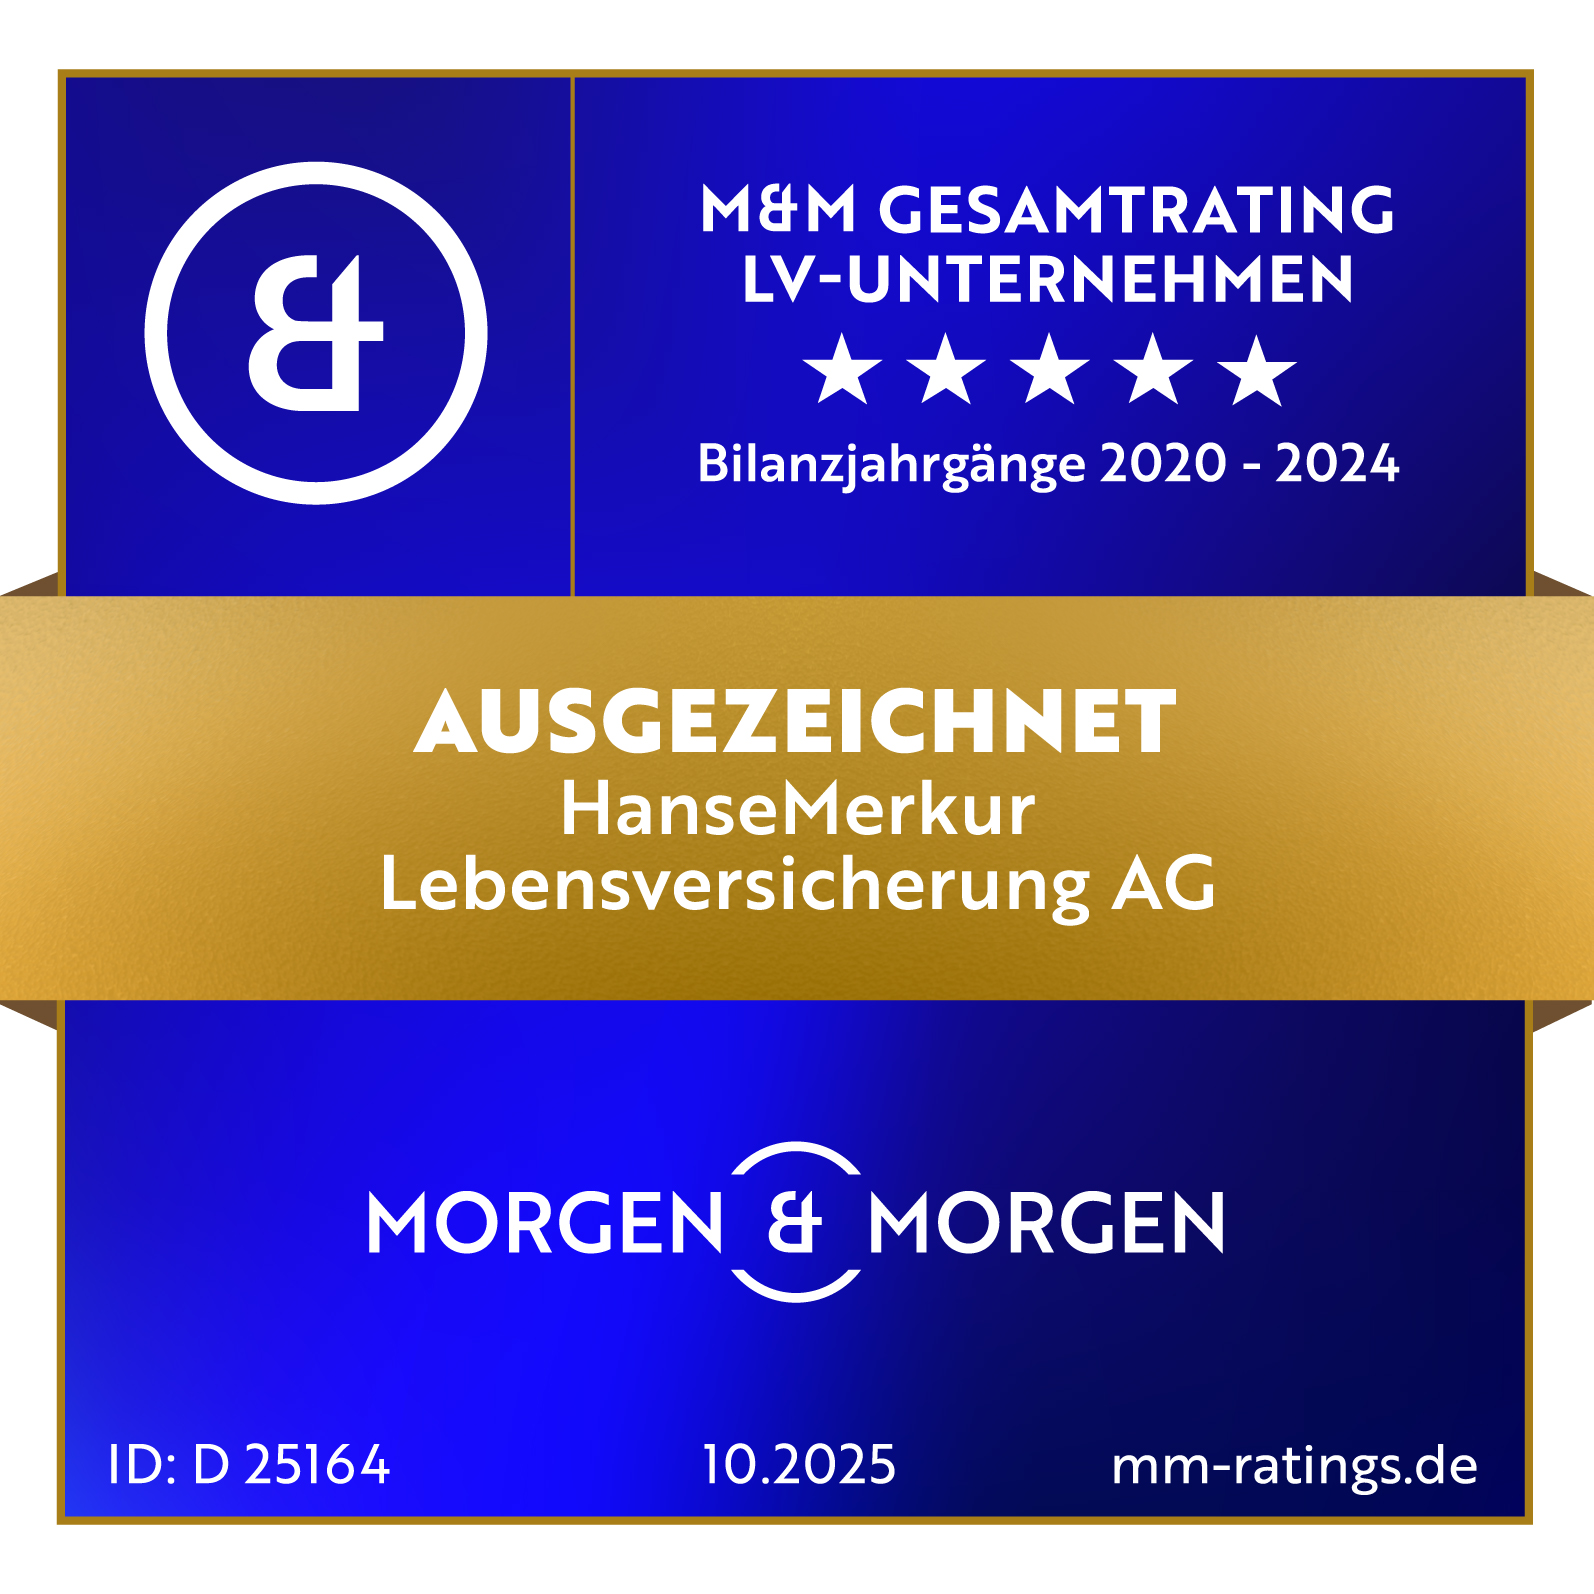 &
M&M GESAMTRATING
LV-UNTERNEHMEN
★★★★★
Bilanzjahrgänge 2020 - 2024
AUSGEZEICHNET
HanseMerkur
Lebensversicherung AG
MORGEN & MORGEN
ID: D 25164
10.2025
mm-ratings.de